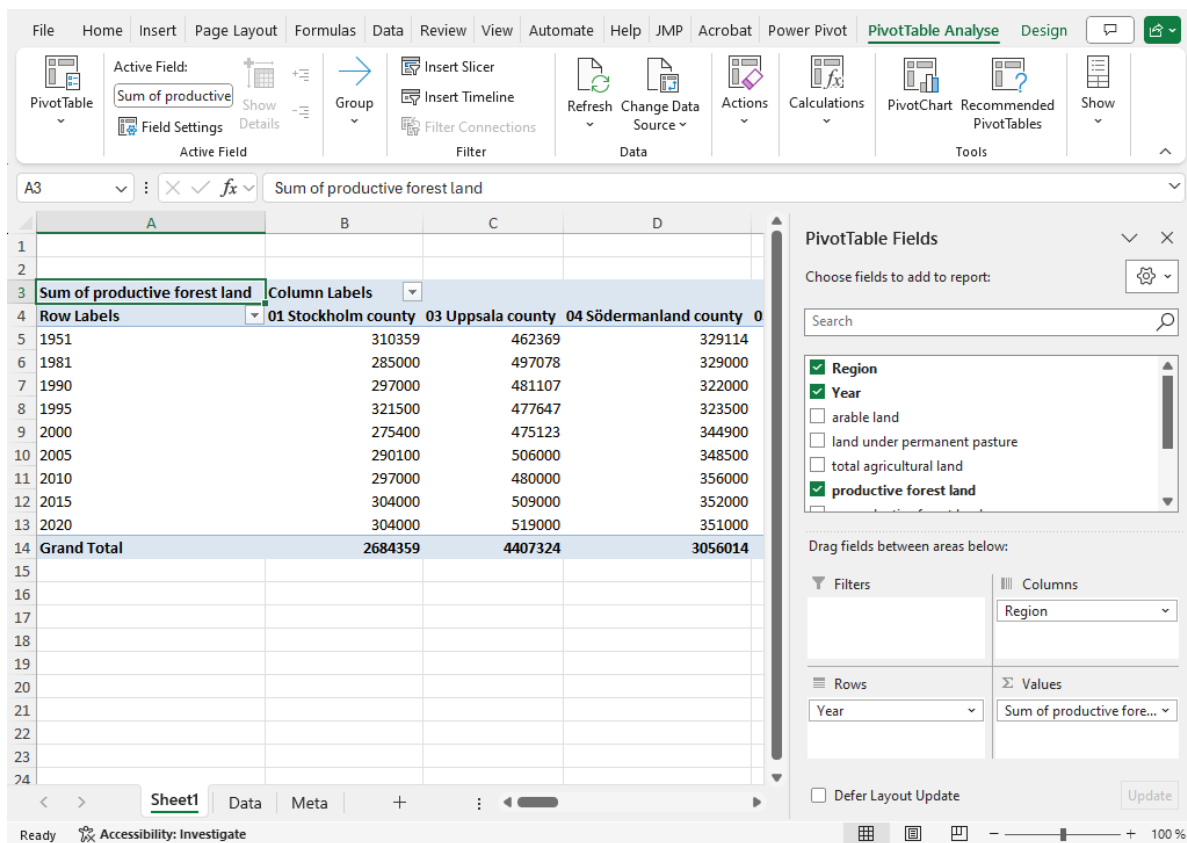 File Home Insert Page Layout Formulas Data Review View Automate Help JMP Acrobat Power Pivot PivotTable Analyse Design
PivotTable
Active Field:
Sum of productive
Field Settings
Show Details
Active Field
Group
Insert Slicer
Insert Timeline
Filter Connections
Filter
Refresh
Change Data
Source
Data
Actions
Calculations
PivotChart
Recommended
PivotTables
Tools
Show
A3 fx Sum of productive forest land
A B C D
1
2
3 Sum of productive forest land Column Labels
4 Row Labels 01 Stockholm county 03 Uppsala county 04 Södermanland county 0
5 1951 310359 462369 329114
6 1981 285000 497078 329000
7 1990 297000 481107 322000
8 1995 321500 477647 323500
9 2000 275400 475123 344900
10 2005 290100 506000 348500
11 2010 297000 480000 356000
12 2015 304000 509000 352000
13 2020 304000 519000 351000
14 Grand Total 2684359 4407324 3056014
15
16
17
18
19
20
21
22
23
24
Sheet1 Data Meta +
Ready Accessibility: Investigate 100 %
PivotTable Fields
Choose fields to add to report:
Search
Region
Year
arable land
land under permanent pasture
total agricultural land
productive forest land
Drag fields between areas below:
Filters
Columns
Region
Rows
Year
Σ Values
Sum of productive fore...
Defer Layout Update
Update